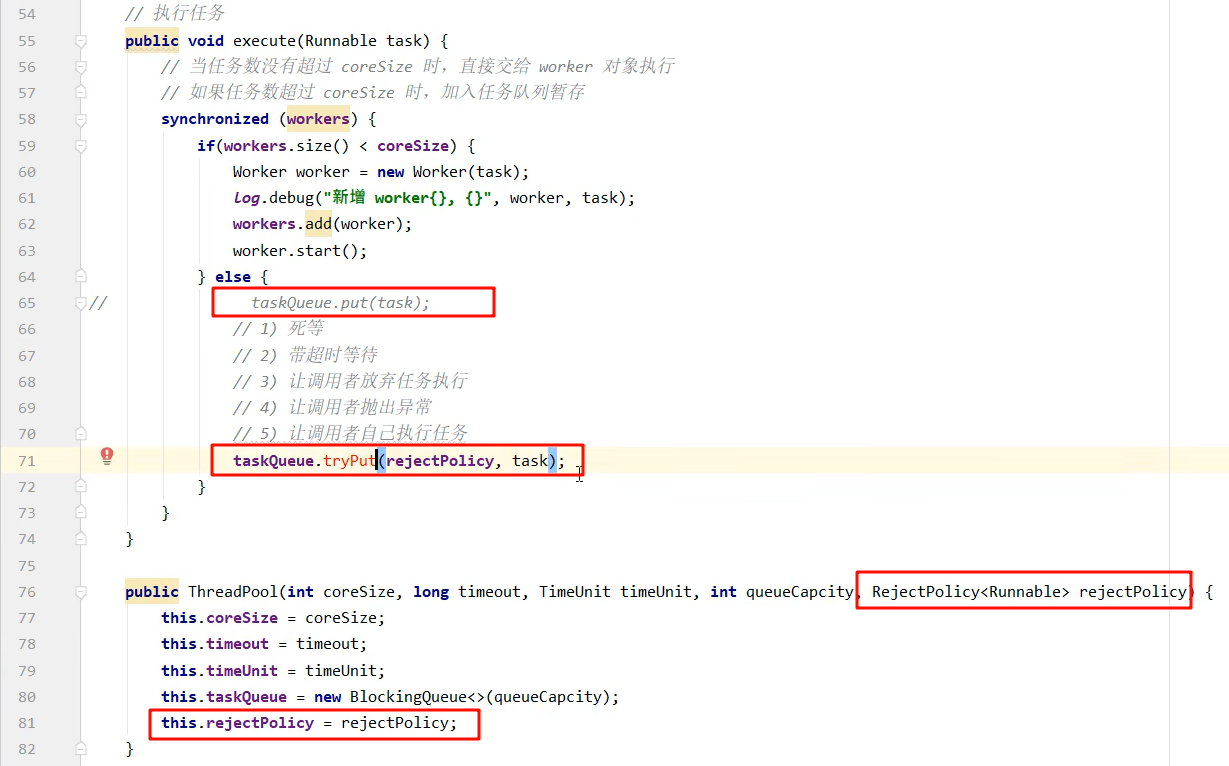 54 // 执行任务
55 public void execute(Runnable task) {
56 // 当任务数没有超过 coreSize 时，直接交给 worker 对象执行
57 // 如果任务数超过 coreSize 时，加入任务队列暂存
58 synchronized (workers) {
59 if(workers.size() < coreSize) {
60 Worker worker = new Worker(task);
61 log.debug("新增 worker{}, {}", worker, task);
62 workers.add(worker);
63 worker.start();
64 } else {
65 // taskQueue.put(task);
66 // 1) 死等
67 // 2) 带超时等待
68 // 3) 让调用者放弃任务执行
69 // 4) 让调用者抛出异常
70 // 5) 让调用者自己执行任务
71 taskQueue.tryPut(rejectPolicy, task);
72 }
73 }
74 }
75
76 public ThreadPool(int coreSize, long timeout, TimeUnit timeUnit, int queueCapcity, RejectPolicy<Runnable> rejectPolicy) {
77 this.coreSize = coreSize;
78 this.timeout = timeout;
79 this.timeUnit = timeUnit;
80 this.taskQueue = new BlockingQueue<>(queueCapcity);
81 this.rejectPolicy = rejectPolicy;
82 }